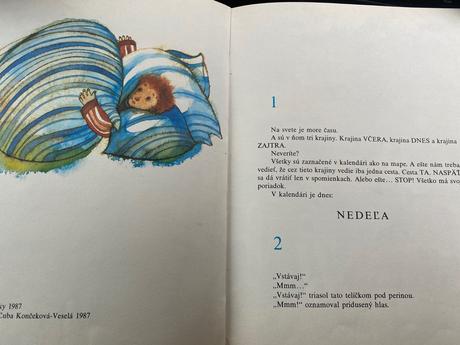 ky 1987
Ľuba Končeková-Veselá 1987
1
Na svete je more času.
A sú v ňom tri krajiny. Krajina VČERA, krajina DNES a krajina
ZAJTRA.
Neveríte?
Všetky sú zaznačené v kalendári ako na mape. A ešte nám treba
vedieť, že cez tieto krajiny vedie iba jedna cesta. Cesta TA. NASPÄŤ
sa dá vrátiť len v spomienkach. Alebo ešte... STOP! Všetko má svo
poriadok.
V kalendári je dnes:
NEDEĽA
2
„Vstávaj!“
„Mmm...“
„Vstávaj!“ triasol tato telíčkom pod perinou.
„Mmm!“ oznamoval pridusený hlas.